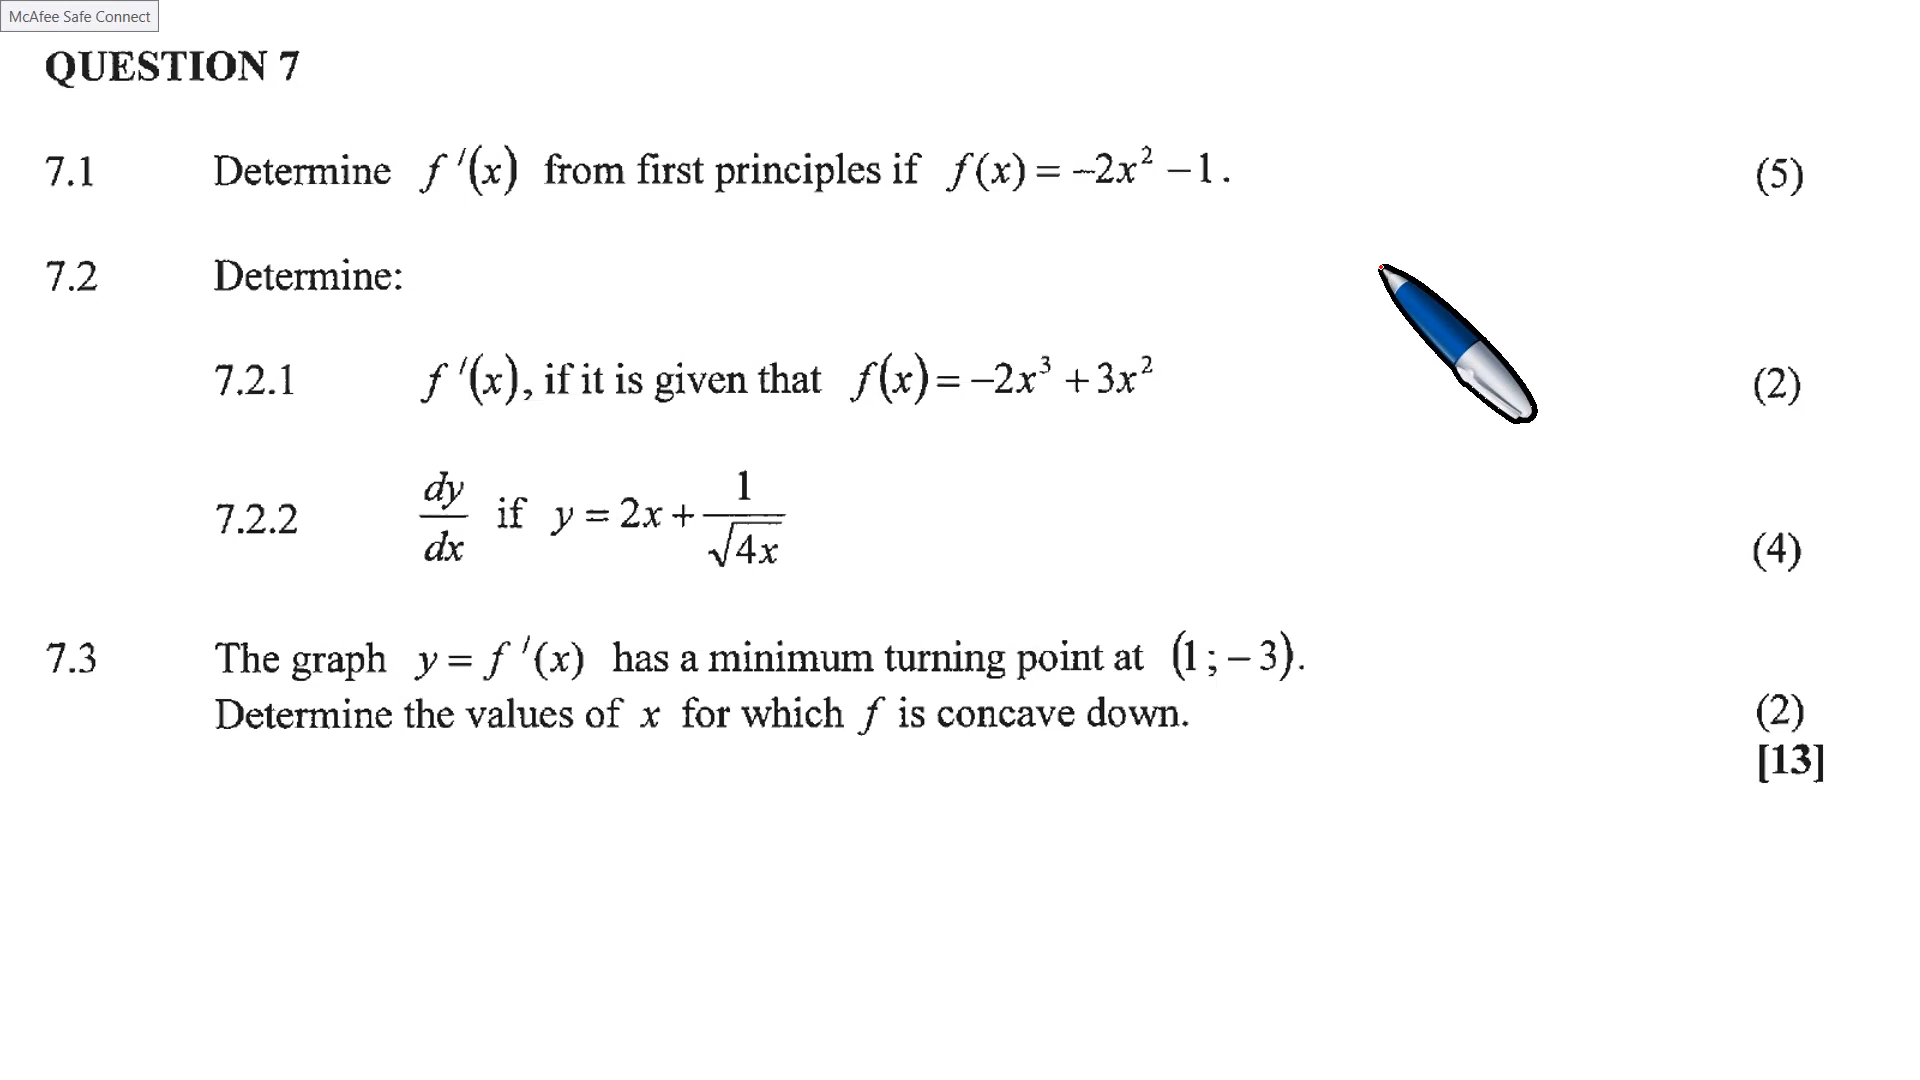 McAfee Safe Connect
QUESTION 7
7.1 Determine f ′(x) from first principles if f(x) = −2x² − 1. (5)
7.2 Determine:
7.2.1 f ′(x), if it is given that f(x) = −2x³ + 3x² (2)
7.2.2 dy/dx if y = 2x + 1/√4x (4)
7.3 The graph y = f ′(x) has a minimum turning point at (1 ; − 3).
Determine the values of x for which f is concave down. (2)
[13]